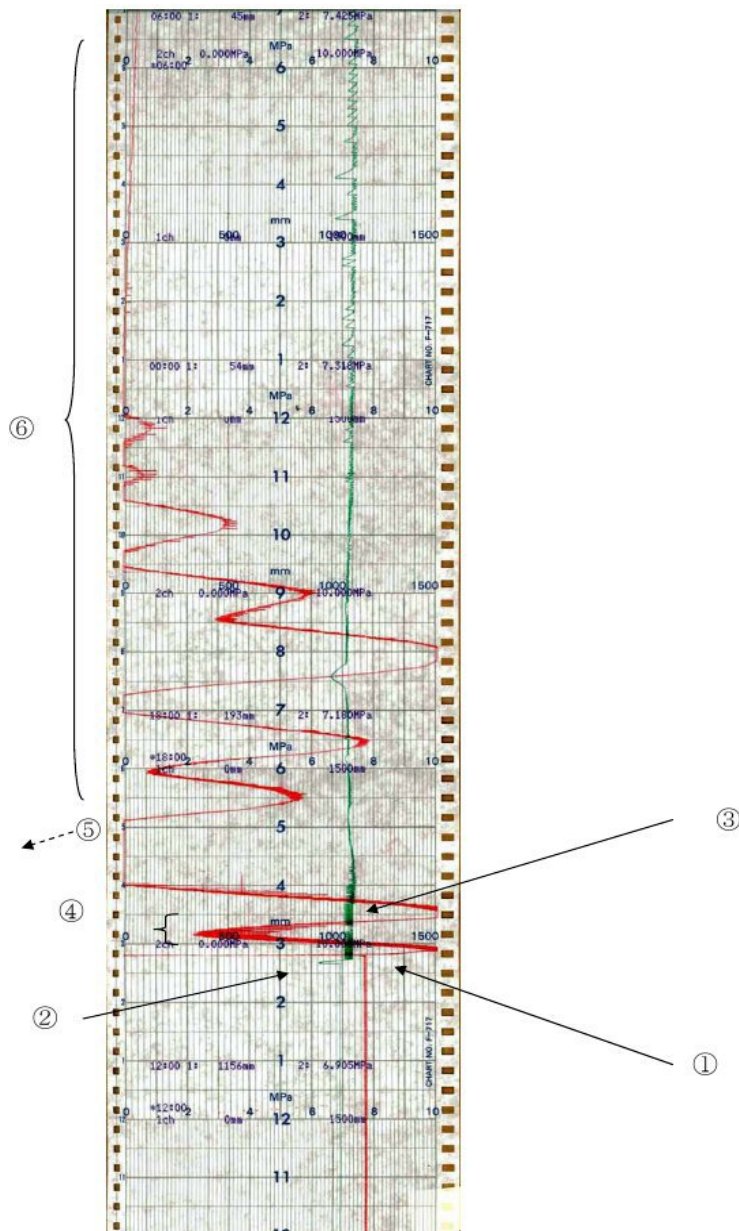 06:00 1: 45mm 2: 7.425MPa
MPa
2ch 0.000MPa 10.000MPa
0 2 4 6 8 10
*06:00
5
4
mm
500 1000 1500
1ch 0mm 1500mm
3
2
1
CHART NO. F-717
00:00 1: 54mm 2: 7.318MPa
MPa
0 2 4 8 10
1ch 0mm 1500mm
12
⑥
11
10
mm
500 1000 1500
2ch 0.000MPa 10.000MPa
9
8
7
18:00 1: 193mm 2: 7.180MPa
MPa
*18:00
0 2 4 6 8 10
1ch 0mm 1500mm
⑤
5
③
4
④
mm
500 1000 1500
2ch 0.000MPa 10.000MPa
3
②
2
①
CHART NO. F-717
1
12:00 1: 1156mm 2: 6.905MPa
MPa
*12:00
0 2 4 6 8 10
1ch 0mm 1500mm
12
11